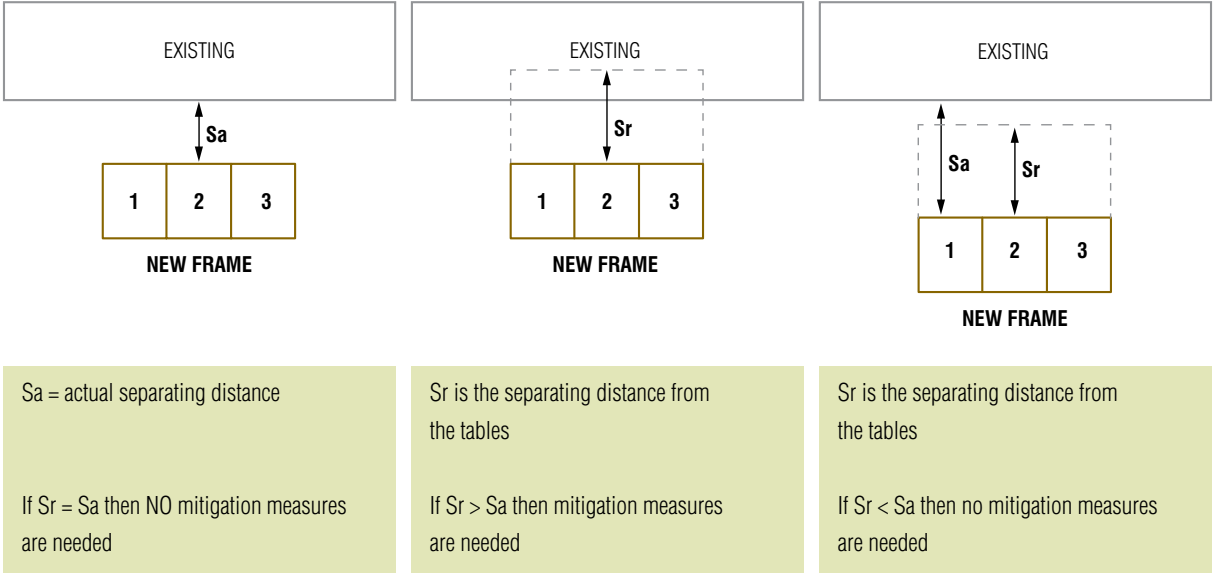 EXISTING
Sa
1 2 3
NEW FRAME
Sa = actual separating distance
If Sr = Sa then NO mitigation measures
are needed
EXISTING
Sr
1 2 3
NEW FRAME
Sr is the separating distance from
the tables
If Sr > Sa then mitigation measures
are needed
EXISTING
Sa Sr
1 2 3
NEW FRAME
Sr is the separating distance from
the tables
If Sr < Sa then no mitigation measures
are needed